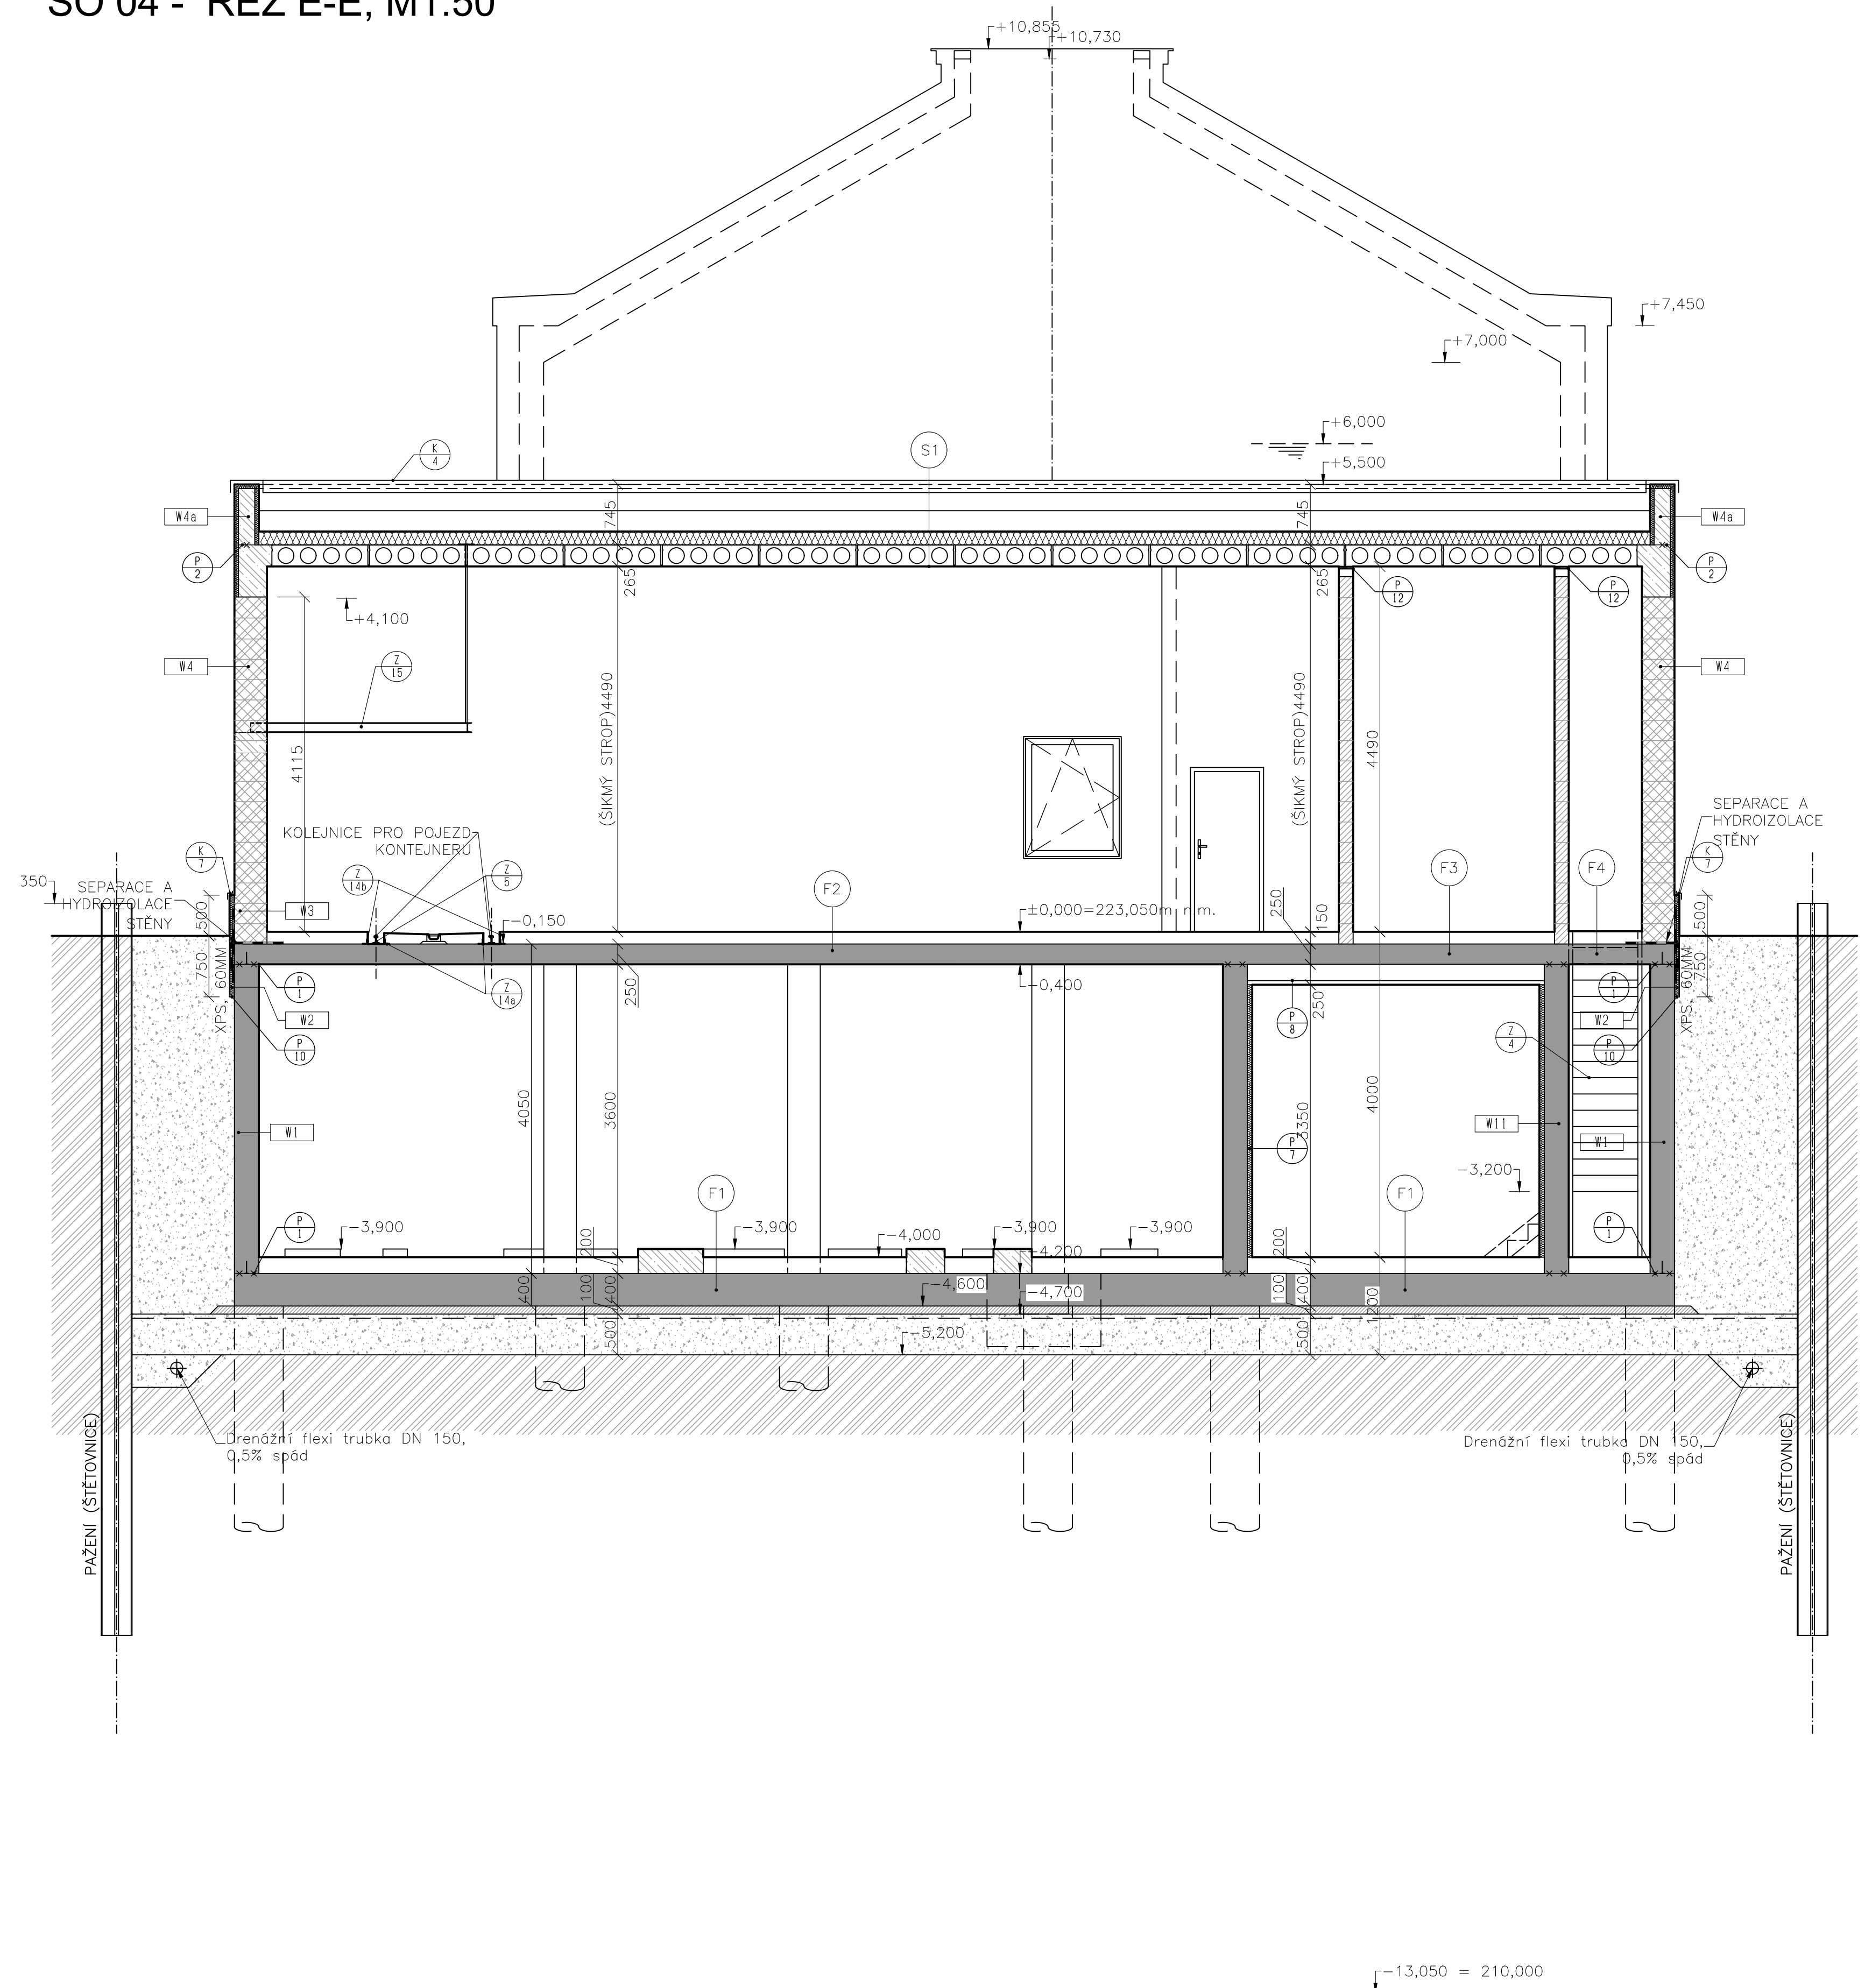 SO 04 - ŘEZ E-E, M1:50
+10,855
+10,730
+7,450
+7,000
+6,000
+5,500
K
4
S1
W4a
W4a
745
745
P
2
P
2
265
265
P
12
P
12
+4,100
W4
W4
Z
15
(ŠIKMÝ STROP)4490
(ŠIKMÝ STROP)4490
4490
4115
KOLEJNICE PRO POJEZD
KONTEJNERU
SEPARACE A
HYDROIZOLACE
STĚNY
K
7
K
7
350
SEPARACE A
HYDROIZOLACE
STĚNY
Z
14b
Z
5
F2
F3
F4
W3
-0,150
±0,000=223,050m n.m.
250
150
500
500
750
750
XPS, 60MM
XPS, 60MM
P
1
P
1
Z
14a
250
-0,400
250
W2
W2
P
10
P
10
P
8
Z
4
4050
3600
3350
4000
W1
W11
W1
P
7
-3,200
F1
F1
P
1
P
1
-3,900
-3,900
-4,000
-3,900
-3,900
200
200
-4,200
400
100
400
-4,600
-4,700
100
400
1200
500
-5,200
500
Drenážní flexi trubka DN 150,
0,5% spád
Drenážní flexi trubka DN 150,
0,5% spád
PAŽENÍ (ŠTĚTOVNICE)
PAŽENÍ (ŠTĚTOVNICE)
-13,050 = 210,000